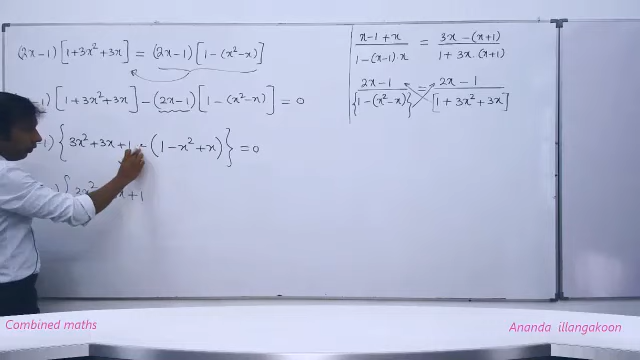 (2x-1)[1+3x²+3x] = (2x-1)[1-(x²-x)]
-1)[1+3x²+3x]-(2x-1)[1-(x²-x)] = 0
1){3x²+3x+1-(1-x²+x)} = 0
x+1
x-1+x / 1-(x-1)·x = 3x-(x+1) / 1+3x·(x+1)
2x-1 / {1-(x²-x)} = 2x-1 / [1+3x²+3x]
Combined maths
Ananda illangakoon